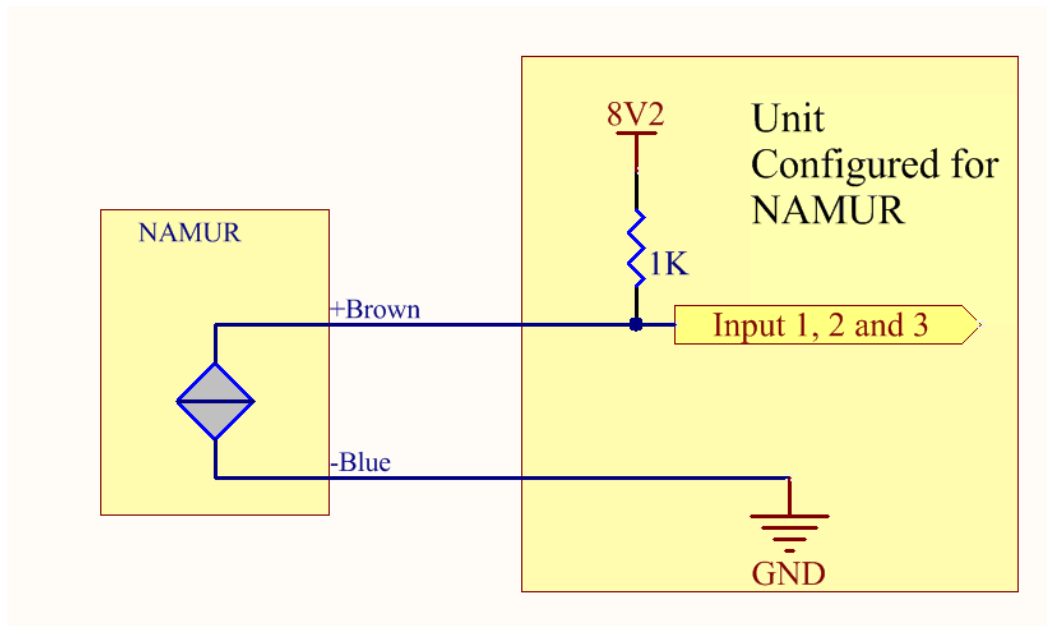 8V2
Unit
Configured for
NAMUR
NAMUR
1K
+Brown
Input 1, 2 and 3
-Blue
GND